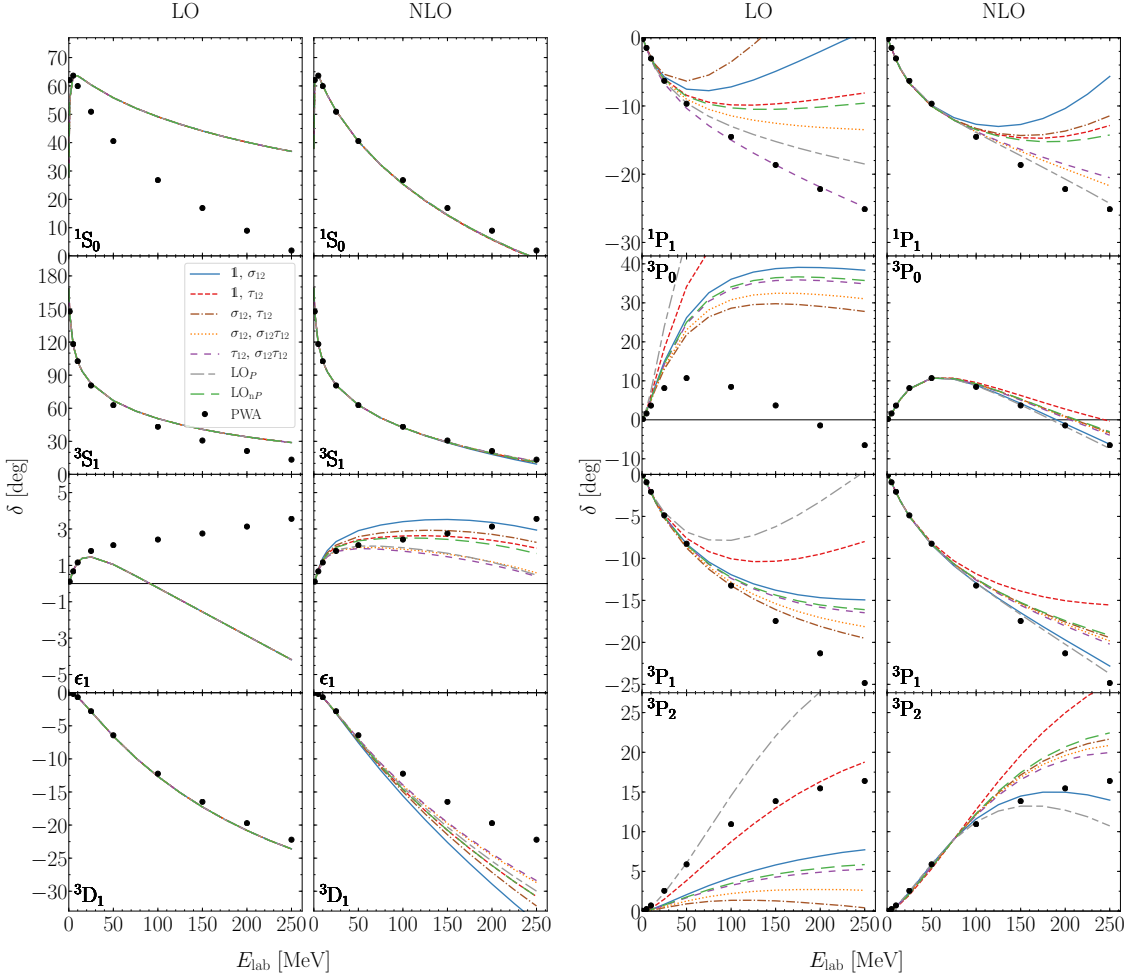 LO NLO LO NLO
70
60
50
40
30
20
10
0
¹S₀ ¹S₀
0
−10
−20
−30
¹P₁ ¹P₁
180
150
120
90
60
30
0
𝟙, σ₁₂
𝟙, τ₁₂
σ₁₂, τ₁₂
σ₁₂, σ₁₂τ₁₂
τ₁₂, σ₁₂τ₁₂
LO_P
LO_nP
PWA
³S₁ ³S₁
40
30
20
10
0
−10
³P₀ ³P₀
δ [deg] δ [deg]
5
3
1
−1
−3
−5
ϵ₁ ϵ₁
0
−5
−10
−15
−20
−25
³P₁ ³P₁
0
−5
−10
−15
−20
−25
−30
³D₁ ³D₁
25
20
15
10
5
0
³P₂ ³P₂
0 50 100 150 200 250 0 50 100 150 200 250 0 50 100 150 200 250 0 50 100 150 200 250
E_lab [MeV] E_lab [MeV]